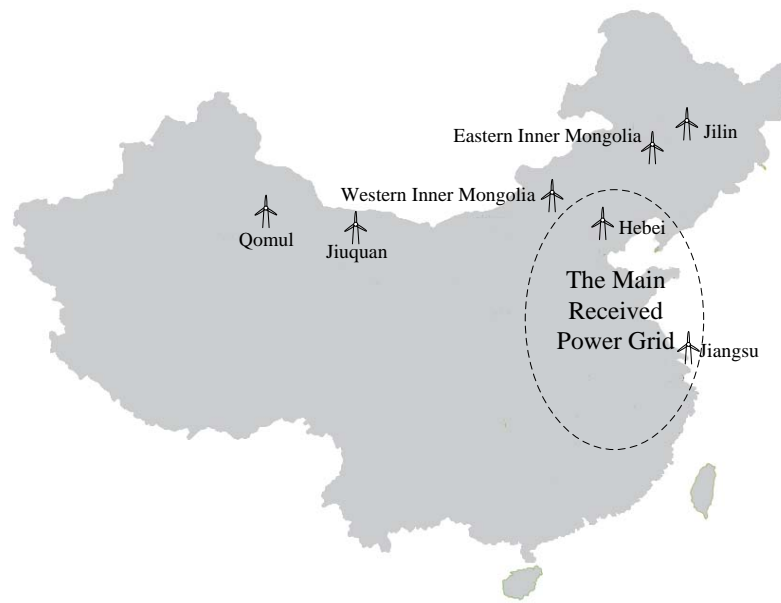 Eastern Inner Mongolia
Jilin
Western Inner Mongolia
Qomul
Jiuquan
Hebei
The Main
Received
Power Grid
Jiangsu